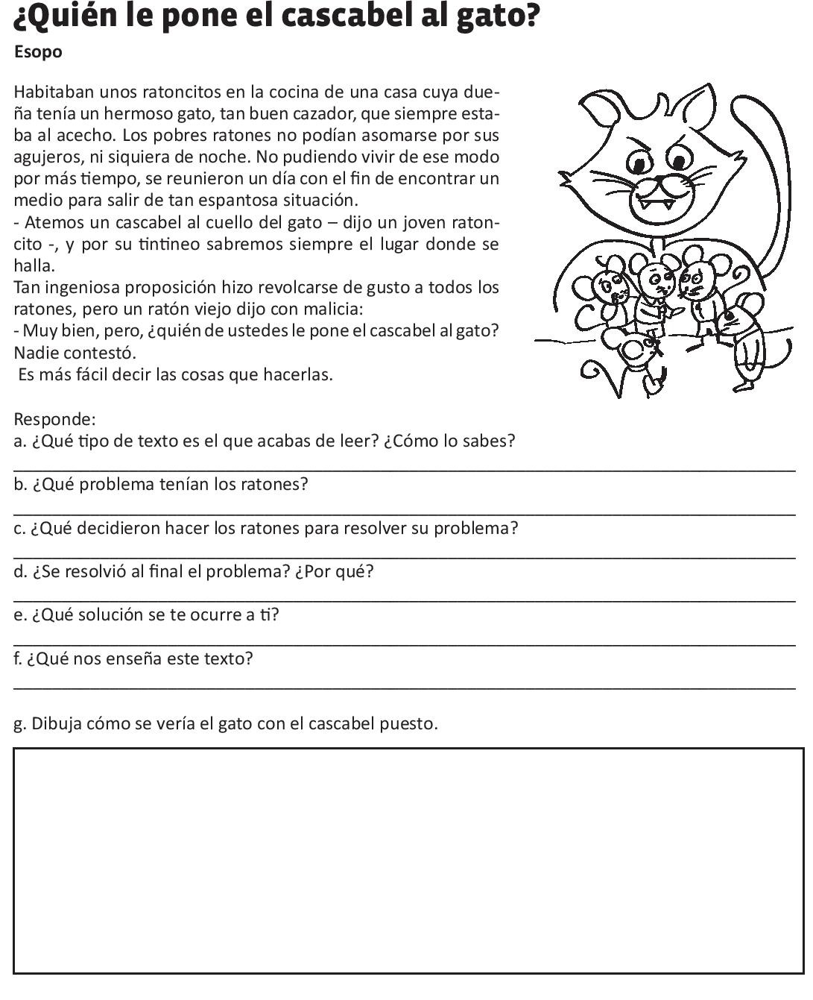 ¿Quién le pone el cascabel al gato?
Esopo
Habitaban unos ratoncitos en la cocina de una casa cuya due-
ña tenía un hermoso gato, tan buen cazador, que siempre esta-
ba al acecho. Los pobres ratones no podían asomarse por sus
agujeros, ni siquiera de noche. No pudiendo vivir de ese modo
por más tiempo, se reunieron un día con el fin de encontrar un
medio para salir de tan espantosa situación.
- Atemos un cascabel al cuello del gato – dijo un joven raton-
cito -, y por su tintineo sabremos siempre el lugar donde se
halla.
Tan ingeniosa proposición hizo revolcarse de gusto a todos los
ratones, pero un ratón viejo dijo con malicia:
- Muy bien, pero, ¿quién de ustedes le pone el cascabel al gato?
Nadie contestó.
Es más fácil decir las cosas que hacerlas.
Responde:
a. ¿Qué tipo de texto es el que acabas de leer? ¿Cómo lo sabes?
b. ¿Qué problema tenían los ratones?
c. ¿Qué decidieron hacer los ratones para resolver su problema?
d. ¿Se resolvió al final el problema? ¿Por qué?
e. ¿Qué solución se te ocurre a ti?
f. ¿Qué nos enseña este texto?
g. Dibuja cómo se vería el gato con el cascabel puesto.